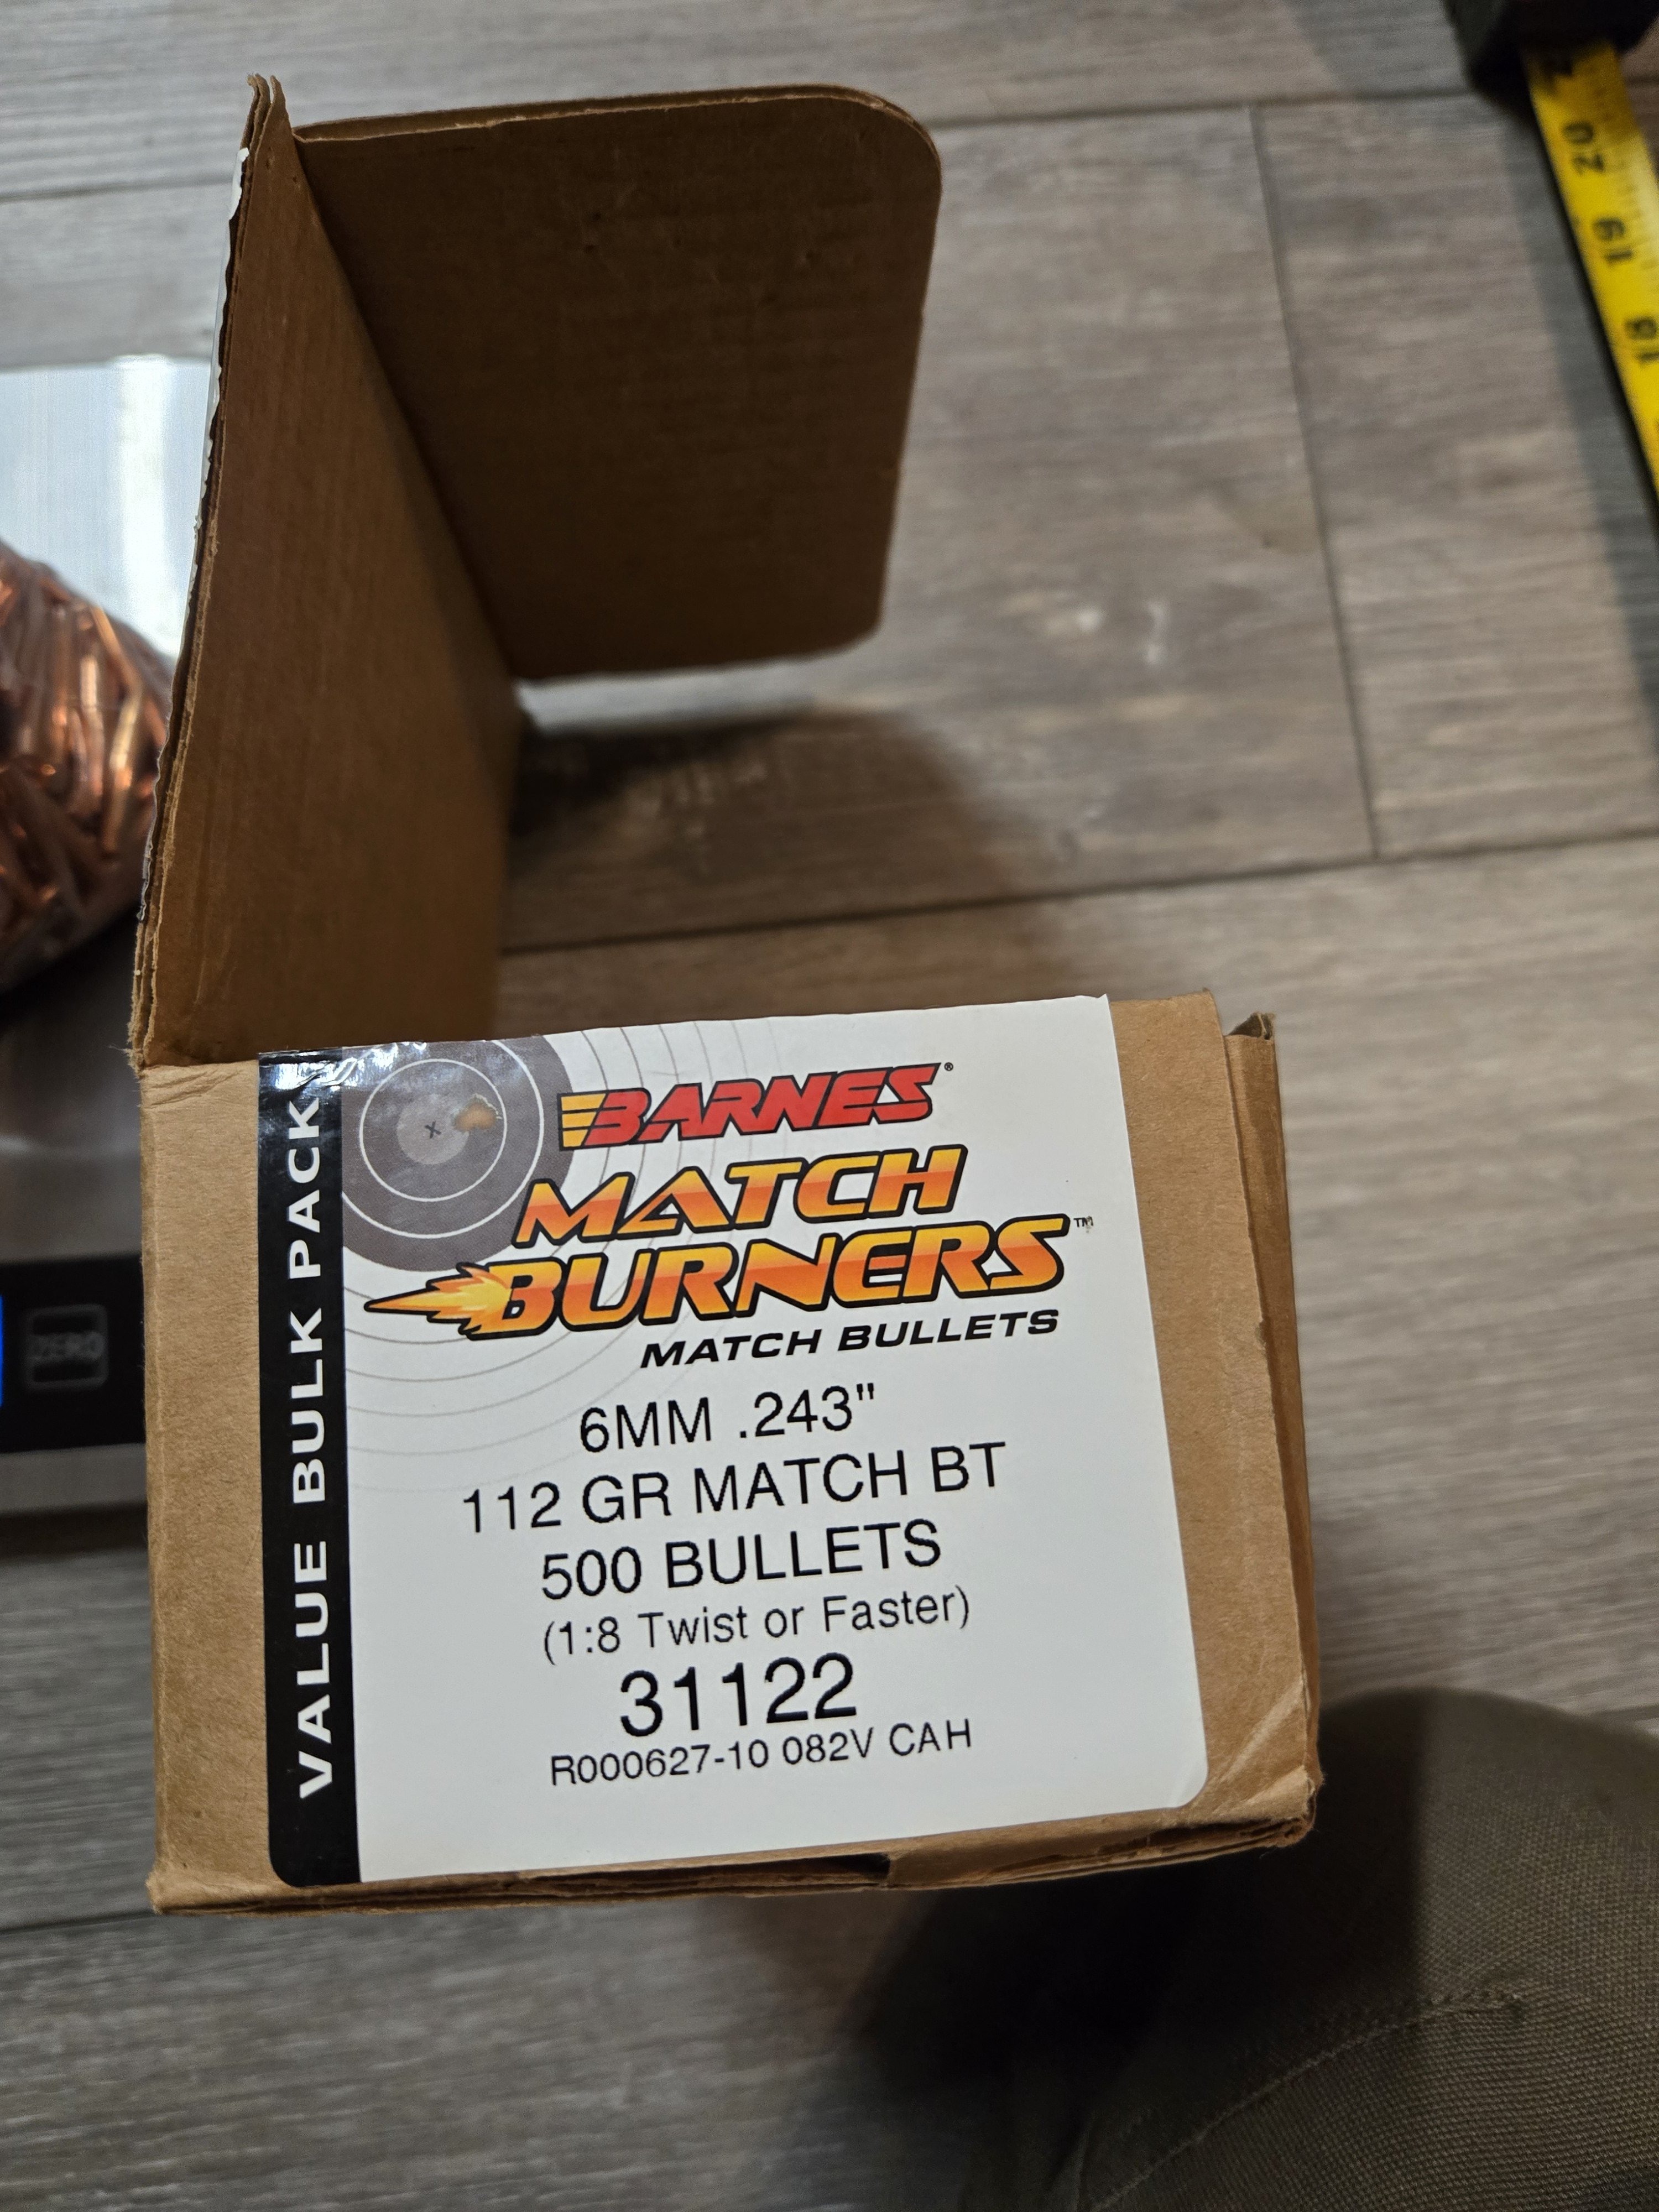 20
19
18
VALUE BULK PACK
x
BARNES®
MATCH
BURNERS™
MATCH BULLETS
6MM .243"
112 GR MATCH BT
500 BULLETS
(1:8 Twist or Faster)
31122
R000627-10 082V CAH
ZERO